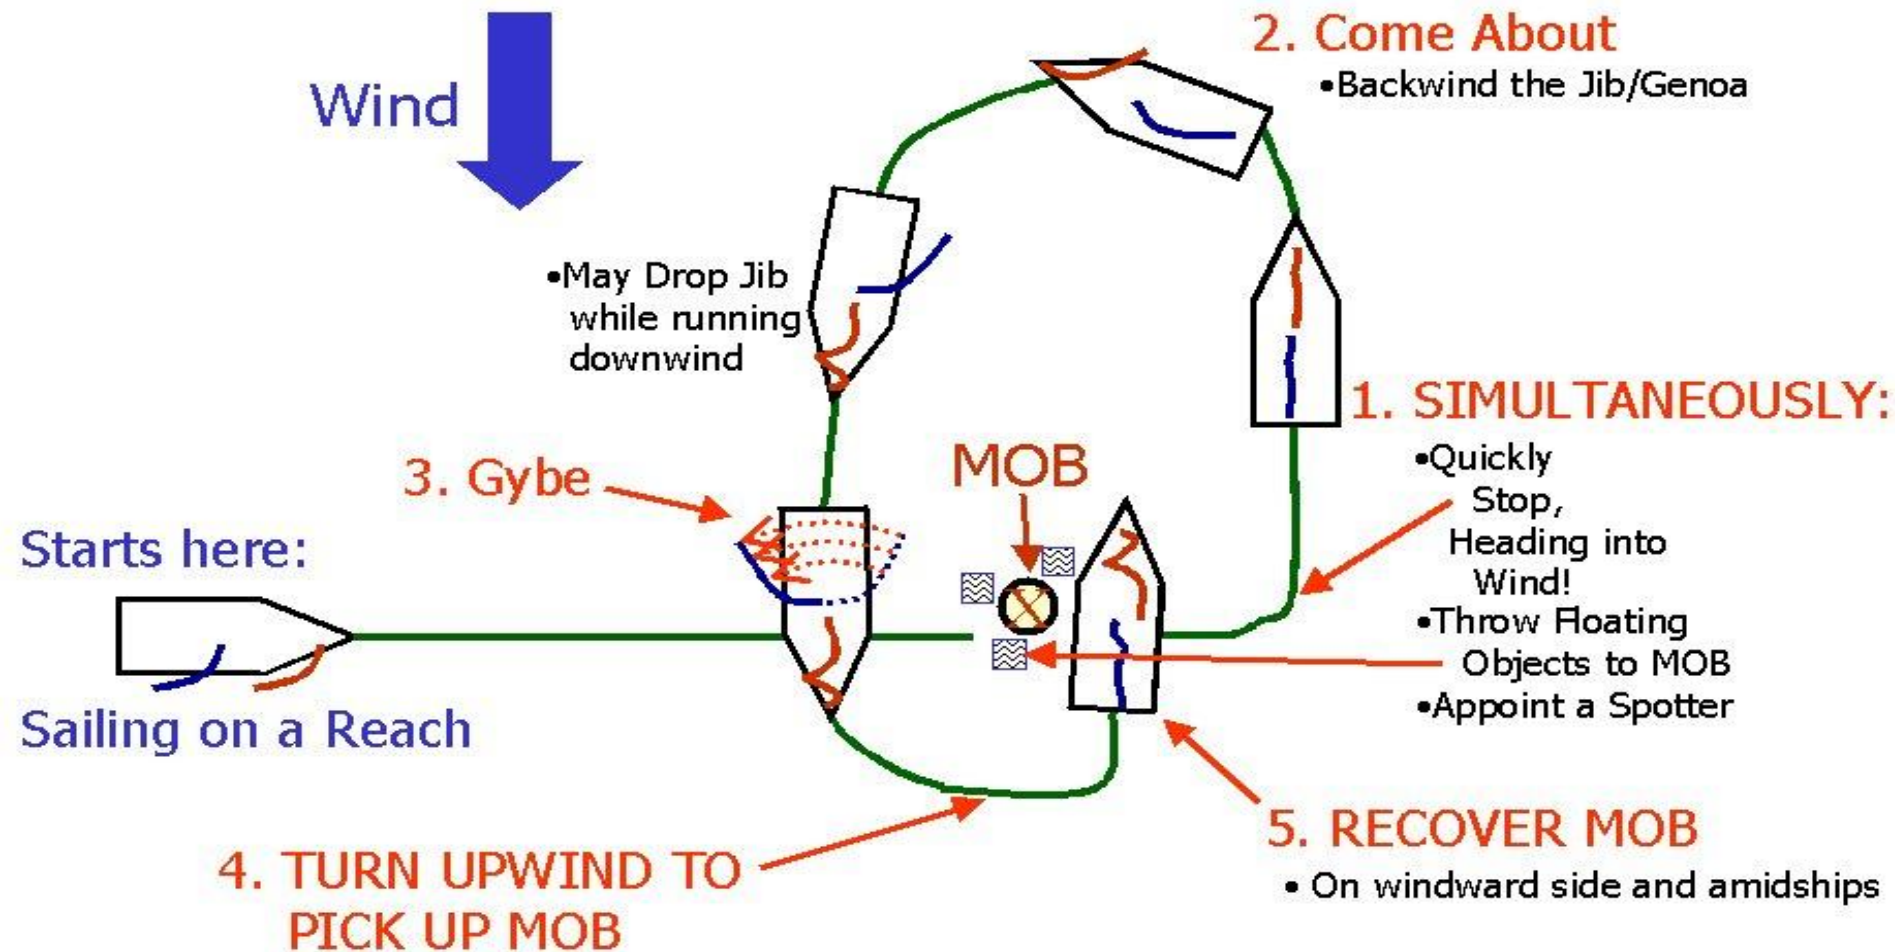 Wind
2. Come About
•Backwind the Jib/Genoa
•May Drop Jib
while running
downwind
1. SIMULTANEOUSLY:
•Quickly
Stop,
Heading into
Wind!
•Throw Floating
Objects to MOB
•Appoint a Spotter
3. Gybe
MOB
Starts here:
Sailing on a Reach
4. TURN UPWIND TO
PICK UP MOB
5. RECOVER MOB
• On windward side and amidships